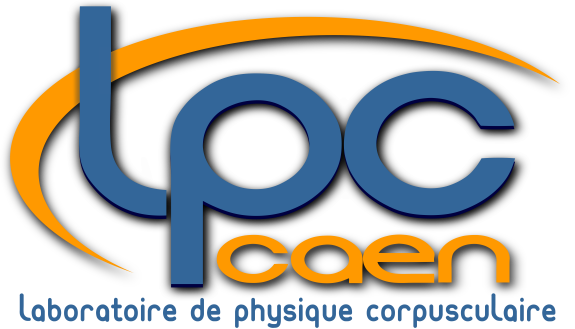 lpc
caen
laboratoire de physique corpusculaire